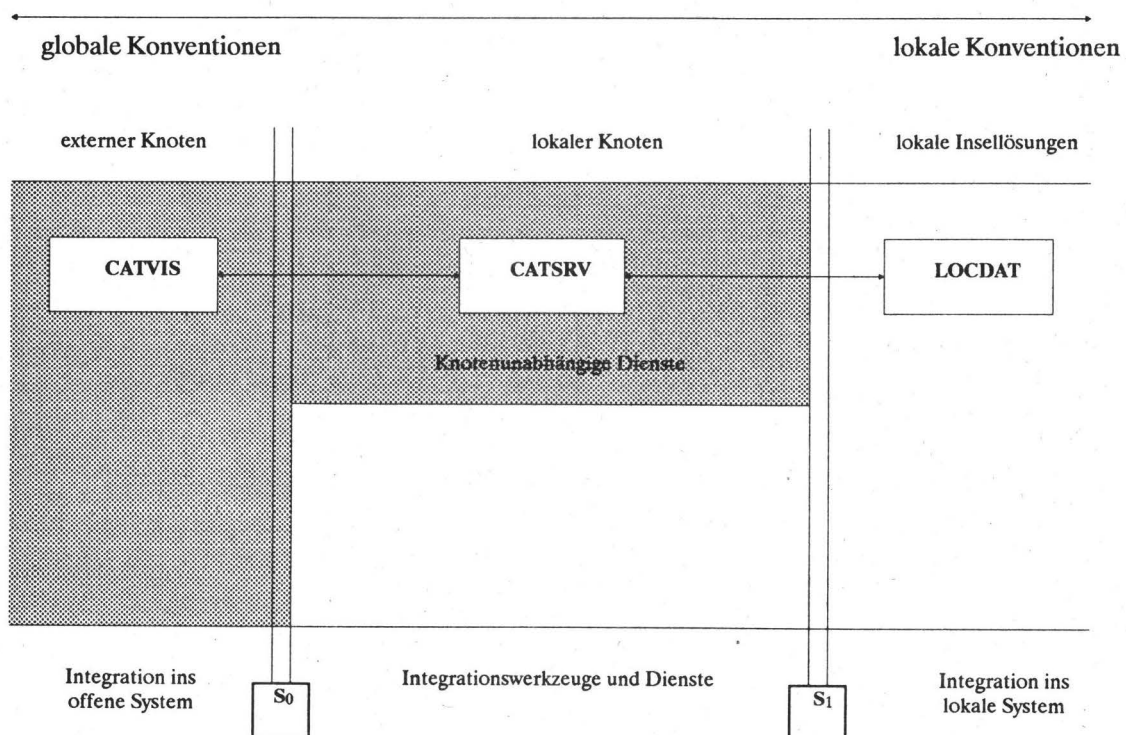 globale Konventionen
lokale Konventionen
externer Knoten
lokaler Knoten
lokale Insellösungen
CATVIS
CATSRV
LOCDAT
Knotenunabhängige Dienste
Integration ins
offene System
S0
Integrationswerkzeuge und Dienste
S1
Integration ins
lokale System